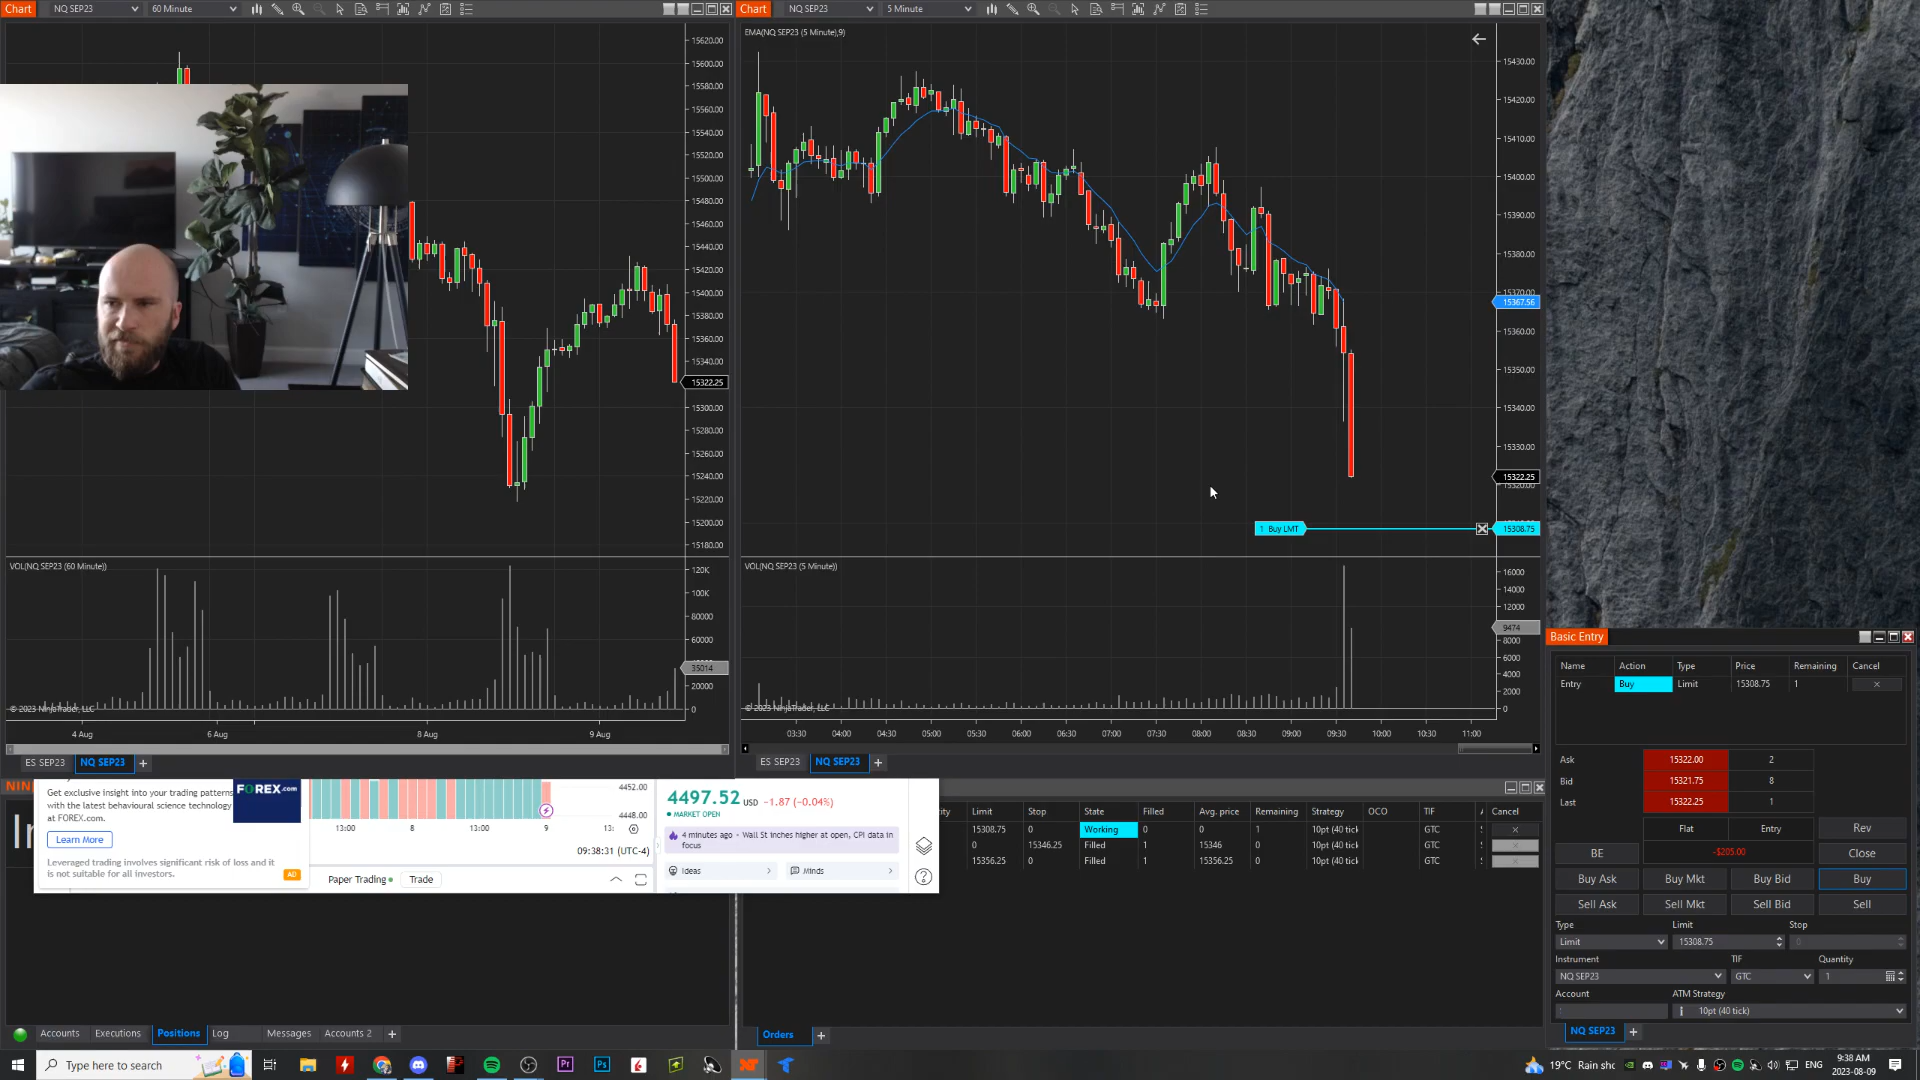 Chart NQ SEP23 60 Minute
Chart NQ SEP23 5 Minute
EMA(NQ SEP23 (5 Minute),9)
15620.00
15600.00
15580.00
15560.00
15540.00
15520.00
15500.00
15480.00
15460.00
15440.00
15420.00
15400.00
15380.00
15360.00
15340.00
15322.25
15300.00
15280.00
15260.00
15240.00
15220.00
15200.00
15180.00
VOL(NQ SEP23 (60 Minute))
120K
100K
80000
60000
35014
20000
0
© 2023 NinjaTrader, LLC
4 Aug 6 Aug 8 Aug 9 Aug
ES SEP23 NQ SEP23 +
15430.00
15420.00
15410.00
15400.00
15390.00
15380.00
15370.00
15367.56
15360.00
15350.00
15340.00
15330.00
15322.25
15320.00
1 Buy LMT
15308.75
VOL(NQ SEP23 (5 Minute))
16000
14000
12000
9474
8000
6000
4000
2000
0
© 2023 NinjaTrader, LLC
03:30 04:00 04:30 05:00 05:30 06:00 06:30 07:00 07:30 08:00 08:30 09:00 09:30 10:00 10:30 11:00
ES SEP23 NQ SEP23 +
Get exclusive insight into your trading patterns
with the latest behavioural science technology
at FOREX.com.
FOREX.com
Learn More
Leveraged trading involves significant risk of loss and it
is not suitable for all investors.
AD
4452.00
4448.00
13:00 8 13:00 9 13:
09:38:31 (UTC-4)
Paper Trading Trade
4497.52 USD -1.87 (-0.04%)
MARKET OPEN
4 minutes ago • Wall St inches higher at open, CPI data in
focus
Ideas Minds
Limit Stop State Filled Avg. price Remaining Strategy OCO TIF Cancel
15308.75 0 Working 0 0 1 10pt (40 tick GTC
0 15346.25 Filled 1 15346 0 10pt (40 tick GTC
0 15356.25 Filled 1 15356.25 0 10pt (40 tick GTC
Accounts Executions Positions Log Messages Accounts 2 +
Orders +
Basic Entry
Name Action Type Price Remaining Cancel
Entry Buy Limit 15308.75 1
Ask 15322.00 2
Bid 15321.75 8
Last 15322.25 1
Flat Entry Rev
BE -$205.00 Close
Buy Ask Buy Mkt Buy Bid Buy
Sell Ask Sell Mkt Sell Bid Sell
Type Limit Stop
Limit 15308.75 0
Instrument TIF Quantity
NQ SEP23 GTC 1
Account ATM Strategy
10pt (40 tick)
NQ SEP23 +
Type here to search
19°C Rain sho
ENG
9:38 AM
2023-08-09